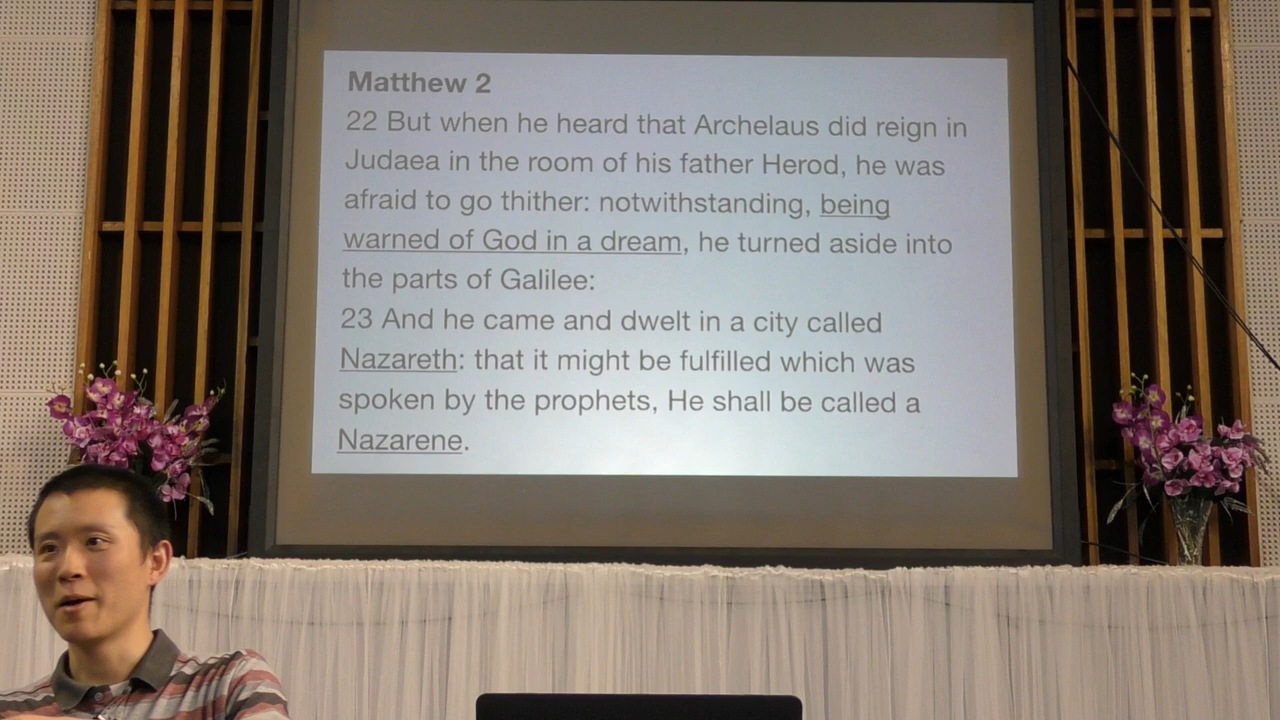 Matthew 2
22 But when he heard that Archelaus did reign in
Judaea in the room of his father Herod, he was
afraid to go thither: notwithstanding, being
warned of God in a dream, he turned aside into
the parts of Galilee:
23 And he came and dwelt in a city called
Nazareth: that it might be fulfilled which was
spoken by the prophets, He shall be called a
Nazarene.